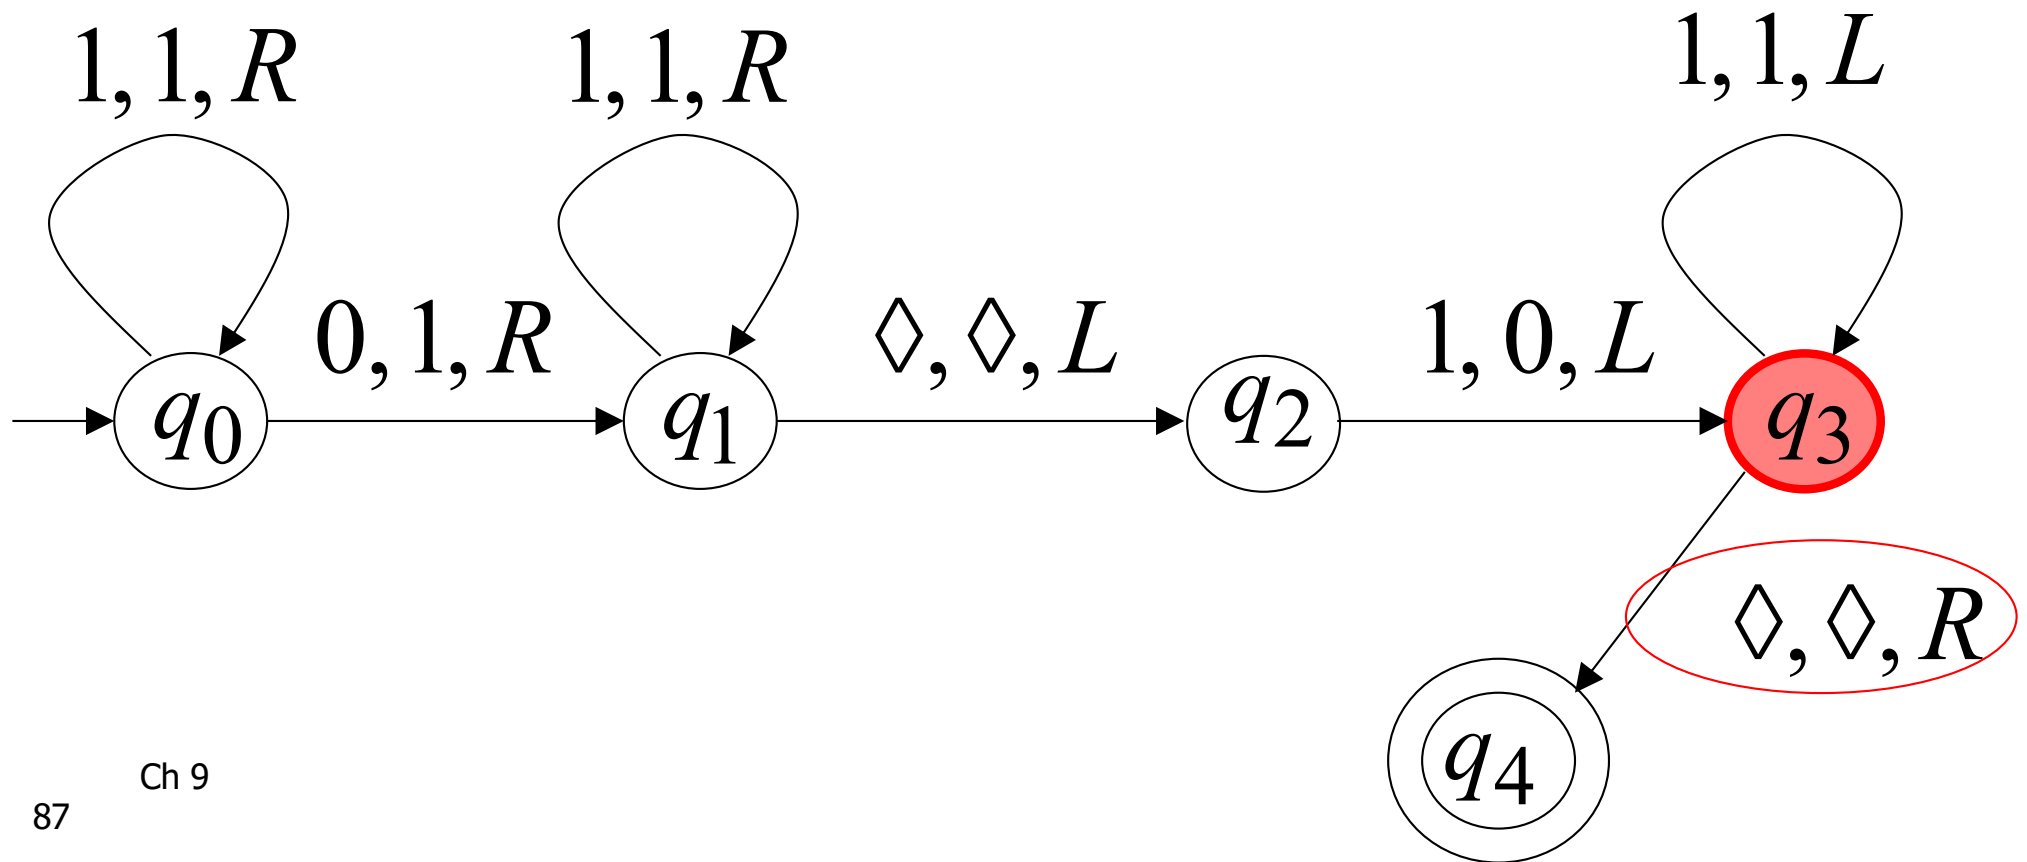 1, 1, R
1, 1, R
1, 1, L
0, 1, R
◊, ◊, L
1, 0, L
q0
q1
q2
q3
◊, ◊, R
q4
Ch 9
87